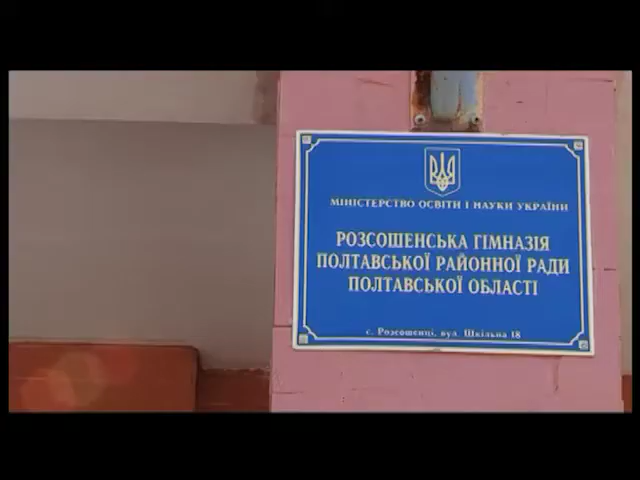 МІНІСТЕРСТВО ОСВІТИ І НАУКИ УКРАЇНИ
РОЗСОШЕНСЬКА ГІМНАЗІЯ
ПОЛТАВСЬКОЇ РАЙОННОЇ РАДИ
ПОЛТАВСЬКОЇ ОБЛАСТІ
с. Розсошенці, вул. Шкільна 18